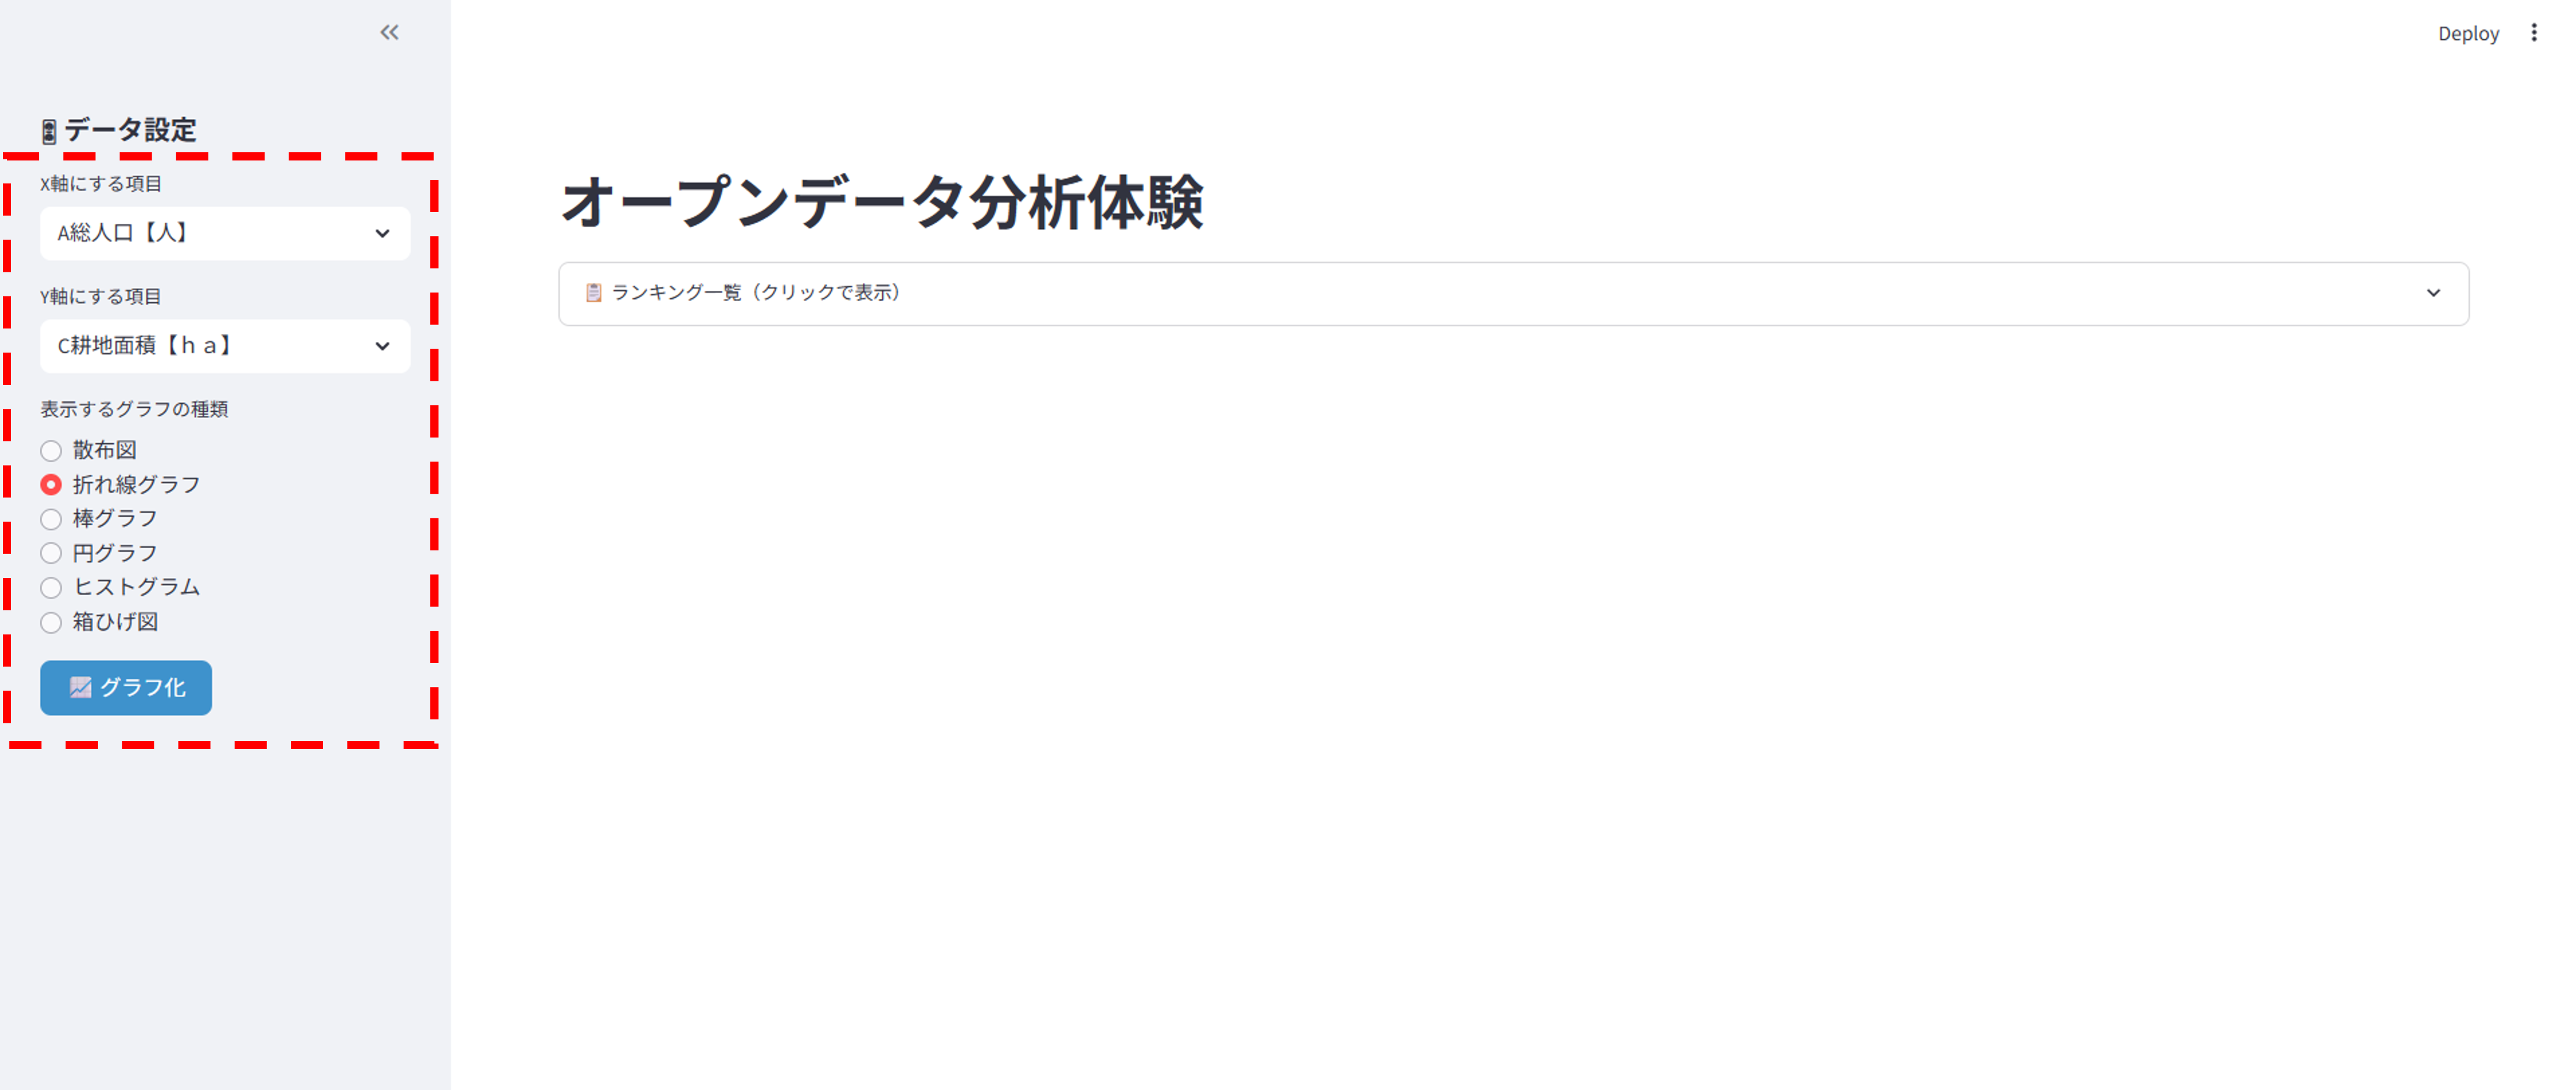 Deploy
データ設定
X軸にする項目
A総人口【人】
Y軸にする項目
C耕地面積【ｈａ】
表示するグラフの種類
散布図
折れ線グラフ
棒グラフ
円グラフ
ヒストグラム
箱ひげ図
グラフ化
オープンデータ分析体験
ランキング一覧（クリックで表示）